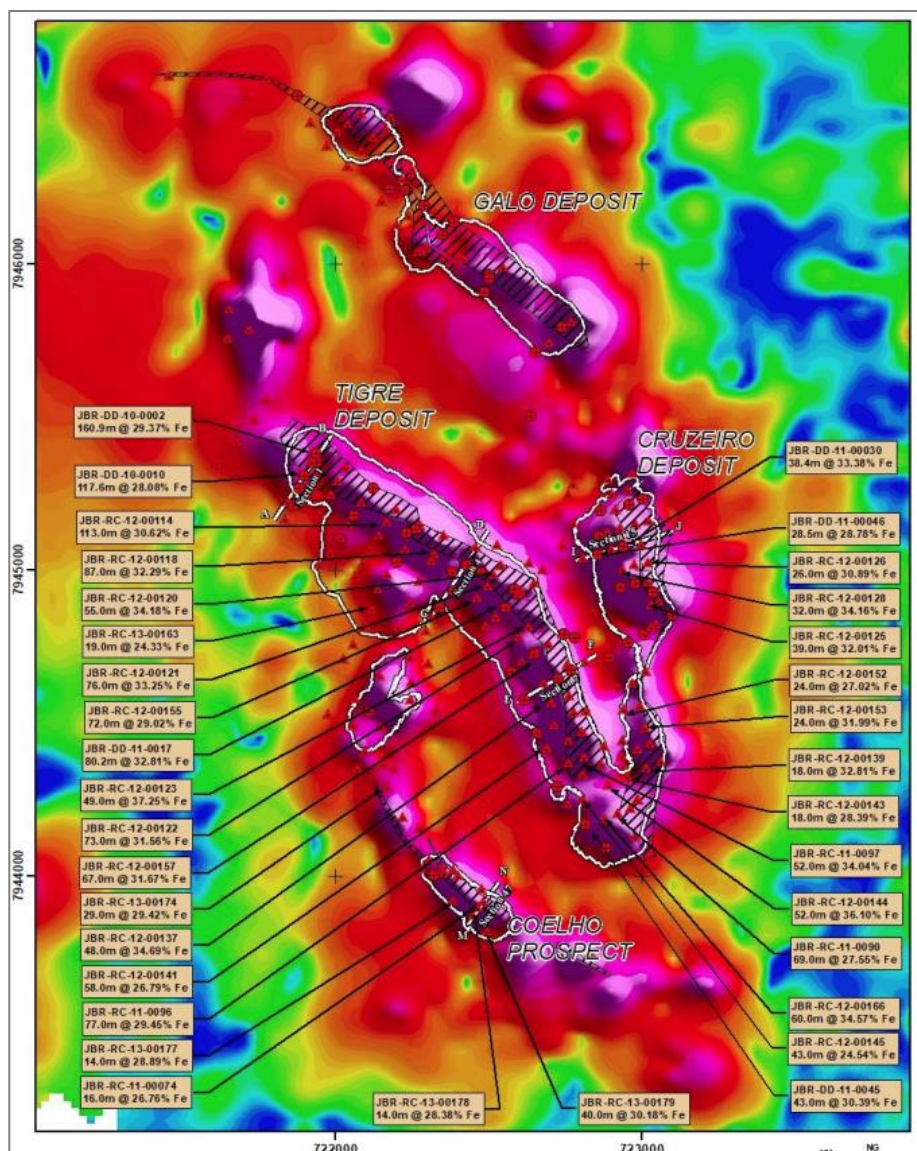 GALO DEPOSIT
7946000
TIGRE
DEPOSIT
CRUZEIRO
DEPOSIT
JBR-DD-10-0002
160.9m @ 29.37% Fe
JBR-DD-10-0010
117.6m @ 28.08% Fe
JBR-RC-12-00114
113.0m @ 30.62% Fe
JBR-RC-12-00118
87.0m @ 32.29% Fe
JBR-RC-12-00120
55.0m @ 34.18% Fe
JBR-RC-13-00163
19.0m @ 24.33% Fe
JBR-RC-12-00121
76.0m @ 33.25% Fe
JBR-RC-12-00155
72.0m @ 29.02% Fe
JBR-DD-11-0017
80.2m @ 32.81% Fe
JBR-RC-12-00123
49.0m @ 37.25% Fe
JBR-RC-12-00122
73.0m @ 31.56% Fe
JBR-RC-12-00157
67.0m @ 31.67% Fe
JBR-RC-13-00174
29.0m @ 29.42% Fe
JBR-RC-12-00137
48.0m @ 34.69% Fe
JBR-RC-12-00141
58.0m @ 26.79% Fe
JBR-RC-11-0096
77.0m @ 29.45% Fe
JBR-RC-13-00177
14.0m @ 28.89% Fe
JBR-RC-11-00074
16.0m @ 26.76% Fe
7945000
7944000
B
A
Section 1
D
C
Section
I
J
Section
F
E
Section
N
M
Section 7
COELHO
PROSPECT
JBR-DD-11-00030
38.4m @ 33.38% Fe
JBR-DD-11-00046
28.5m @ 28.78% Fe
JBR-RC-12-00126
26.0m @ 30.89% Fe
JBR-RC-12-00128
32.0m @ 34.16% Fe
JBR-RC-12-00125
39.0m @ 32.01% Fe
JBR-RC-12-00152
24.0m @ 27.02% Fe
JBR-RC-12-00153
24.0m @ 31.99% Fe
JBR-RC-12-00139
18.0m @ 32.81% Fe
JBR-RC-12-00143
18.0m @ 28.39% Fe
JBR-RC-11-0097
52.0m @ 34.04% Fe
JBR-RC-12-00144
52.0m @ 36.10% Fe
JBR-RC-11-0090
69.0m @ 27.55% Fe
JBR-RC-12-00166
60.0m @ 34.57% Fe
JBR-RC-12-00145
43.0m @ 24.54% Fe
JBR-DD-11-0045
43.0m @ 30.39% Fe
JBR-RC-13-00178
14.0m @ 28.38% Fe
JBR-RC-13-00179
40.0m @ 30.18% Fe
722000
723000
NG